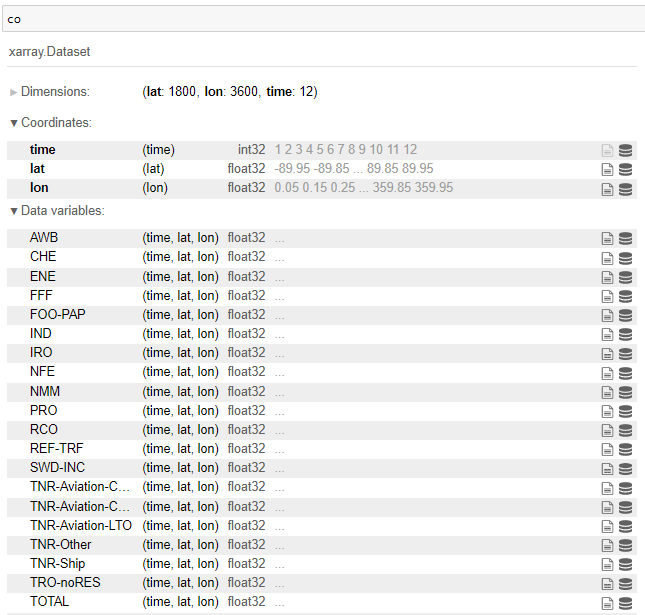 co
xarray.Dataset
► Dimensions: (lat: 1800, lon: 3600, time: 12)
▼ Coordinates:
time (time) int32 1 2 3 4 5 6 7 8 9 10 11 12
lat (lat) float32 -89.95 -89.85 ... 89.85 89.95
lon (lon) float32 0.05 0.15 0.25 ... 359.85 359.95
▼ Data variables:
AWB (time, lat, lon) float32 ...
CHE (time, lat, lon) float32 ...
ENE (time, lat, lon) float32 ...
FFF (time, lat, lon) float32 ...
FOO-PAP (time, lat, lon) float32 ...
IND (time, lat, lon) float32 ...
IRO (time, lat, lon) float32 ...
NFE (time, lat, lon) float32 ...
NMM (time, lat, lon) float32 ...
PRO (time, lat, lon) float32 ...
RCO (time, lat, lon) float32 ...
REF-TRF (time, lat, lon) float32 ...
SWD-INC (time, lat, lon) float32 ...
TNR-Aviation-C... (time, lat, lon) float32 ...
TNR-Aviation-C... (time, lat, lon) float32 ...
TNR-Aviation-LTO (time, lat, lon) float32 ...
TNR-Other (time, lat, lon) float32 ...
TNR-Ship (time, lat, lon) float32 ...
TRO-noRES (time, lat, lon) float32 ...
TOTAL (time, lat, lon) float32 ...